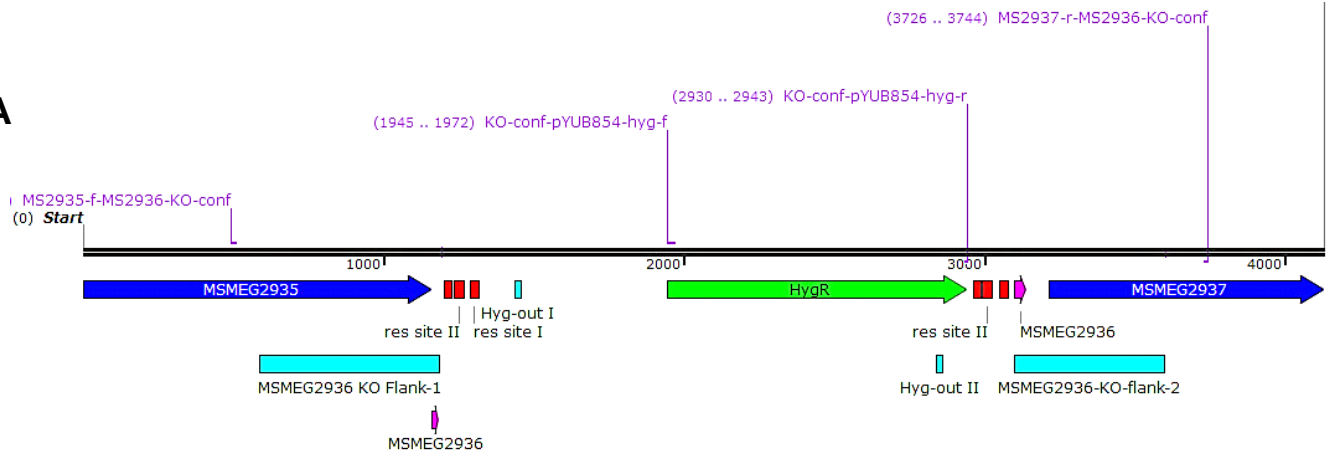 (3726 .. 3744) MS2937-r-MS2936-KO-conf
(2930 .. 2943) KO-conf-pYUB854-hyg-r
A
(1945 .. 1972) KO-conf-pYUB854-hyg-f
) MS2935-f-MS2936-KO-conf
(0) Start
1000 2000 3000 4000
MSMEG2935 HygR MSMEG2937
Hyg-out I
res site II res site I res site II MSMEG2936
MSMEG2936 KO Flank-1 Hyg-out II MSMEG2936-KO-flank-2
MSMEG2936